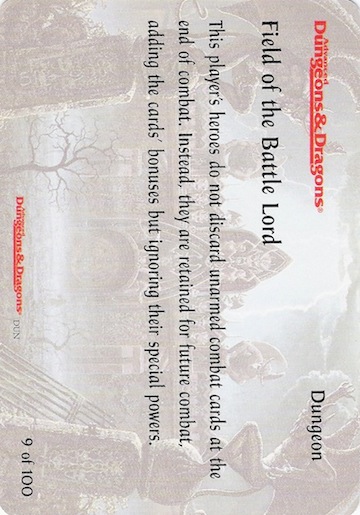 Advanced
Dungeons & Dragons®
Field of the Battle Lord
Dungeon
This player's heroes do not discard unarmed combat cards at the
end of combat. Instead, they are retained for future combat,
adding the cards' bonuses but ignoring their special powers.
Dungeons & Dragons® DUN
9 of 100